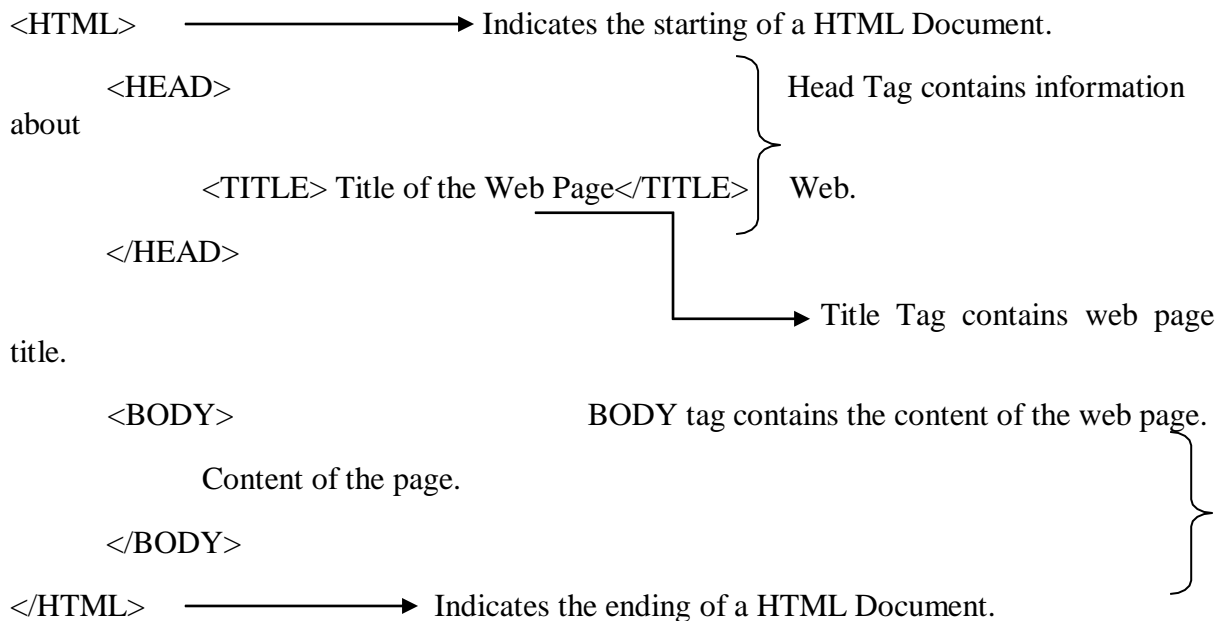 <HTML> Indicates the starting of a HTML Document.
<HEAD> Head Tag contains information
about
<TITLE> Title of the Web Page</TITLE> Web.
</HEAD>
Title Tag contains web page
title.
<BODY> BODY tag contains the content of the web page.
Content of the page.
</BODY>
</HTML> Indicates the ending of a HTML Document.